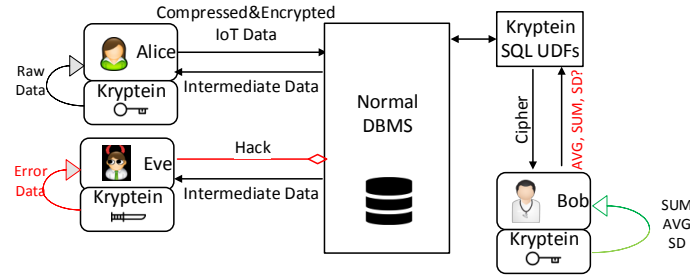 Compressed&Encrypted
IoT Data
Alice
Raw
Data
Kryptein
Intermediate Data
Hack
Eve
Error
Data
Kryptein
Intermediate Data
Normal
DBMS
Kryptein
SQL UDFs
Cipher
AVG, SUM, SD?
Bob
Kryptein
SUM
AVG
SD